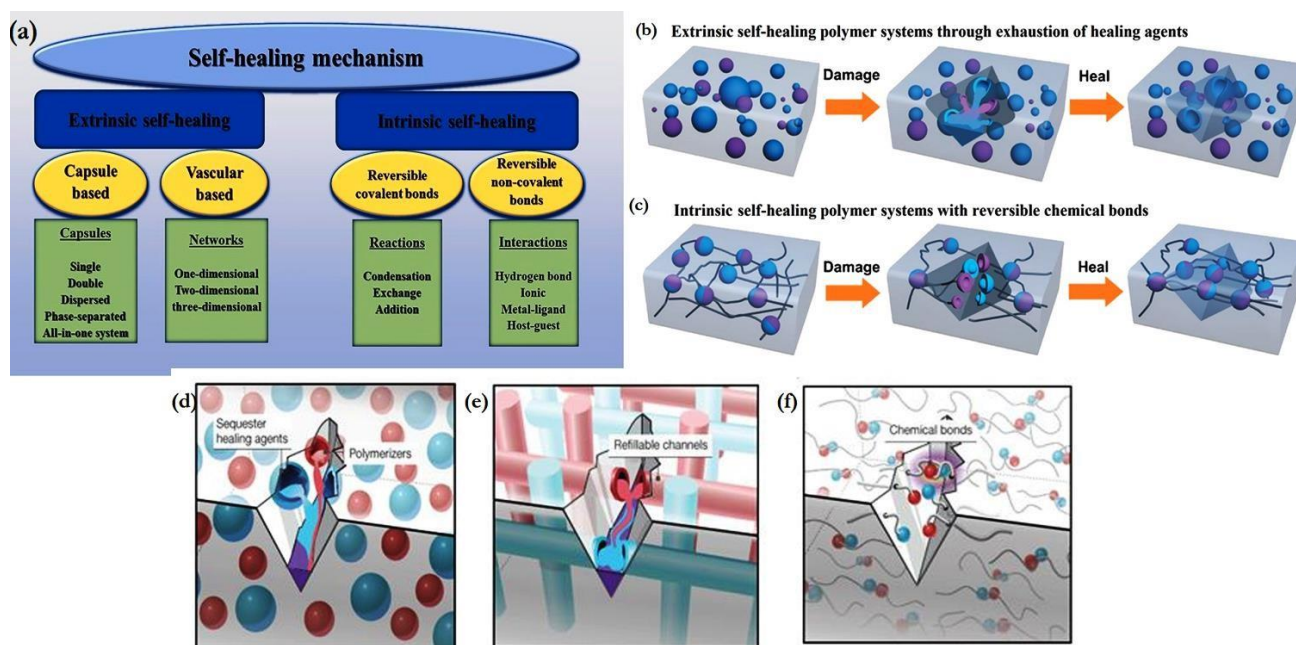 (a)
Self-healing mechanism
Extrinsic self-healing
Intrinsic self-healing
Capsule
based
Vascular
based
Reversible
covalent bonds
Reversible
non-covalent
bonds
Capsules
Single
Double
Dispersed
Phase-separated
All-in-one system
Networks
One-dimensional
Two-dimensional
three-dimensional
Reactions
Condensation
Exchange
Addition
Interactions
Hydrogen bond
Ionic
Metal-ligand
Host-guest
(b) Extrinsic self-healing polymer systems through exhaustion of healing agents
Damage
Heal
(c) Intrinsic self-healing polymer systems with reversible chemical bonds
Damage
Heal
(d)
Sequester
healing agents
Polymerizers
(e)
Refillable channels
(f)
Chemical bonds